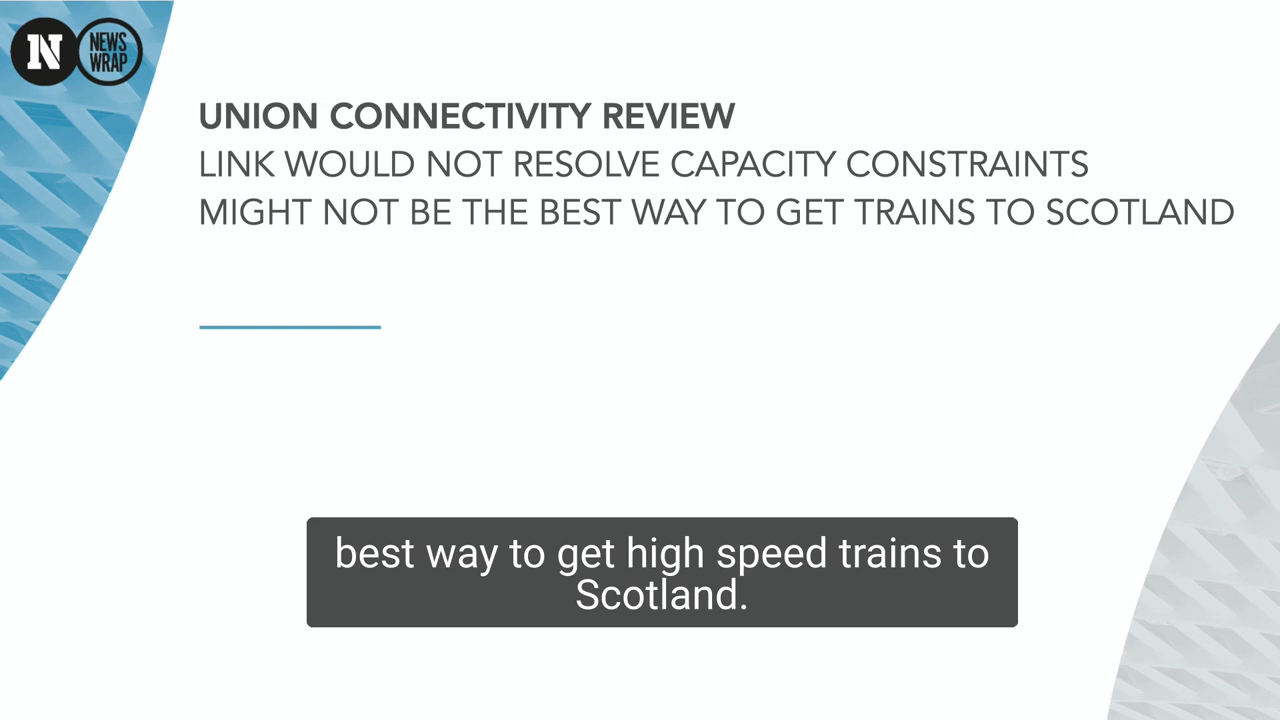 N
NEWS
WRAP
UNION CONNECTIVITY REVIEW
LINK WOULD NOT RESOLVE CAPACITY CONSTRAINTS
MIGHT NOT BE THE BEST WAY TO GET TRAINS TO SCOTLAND
best way to get high speed trains to
Scotland.